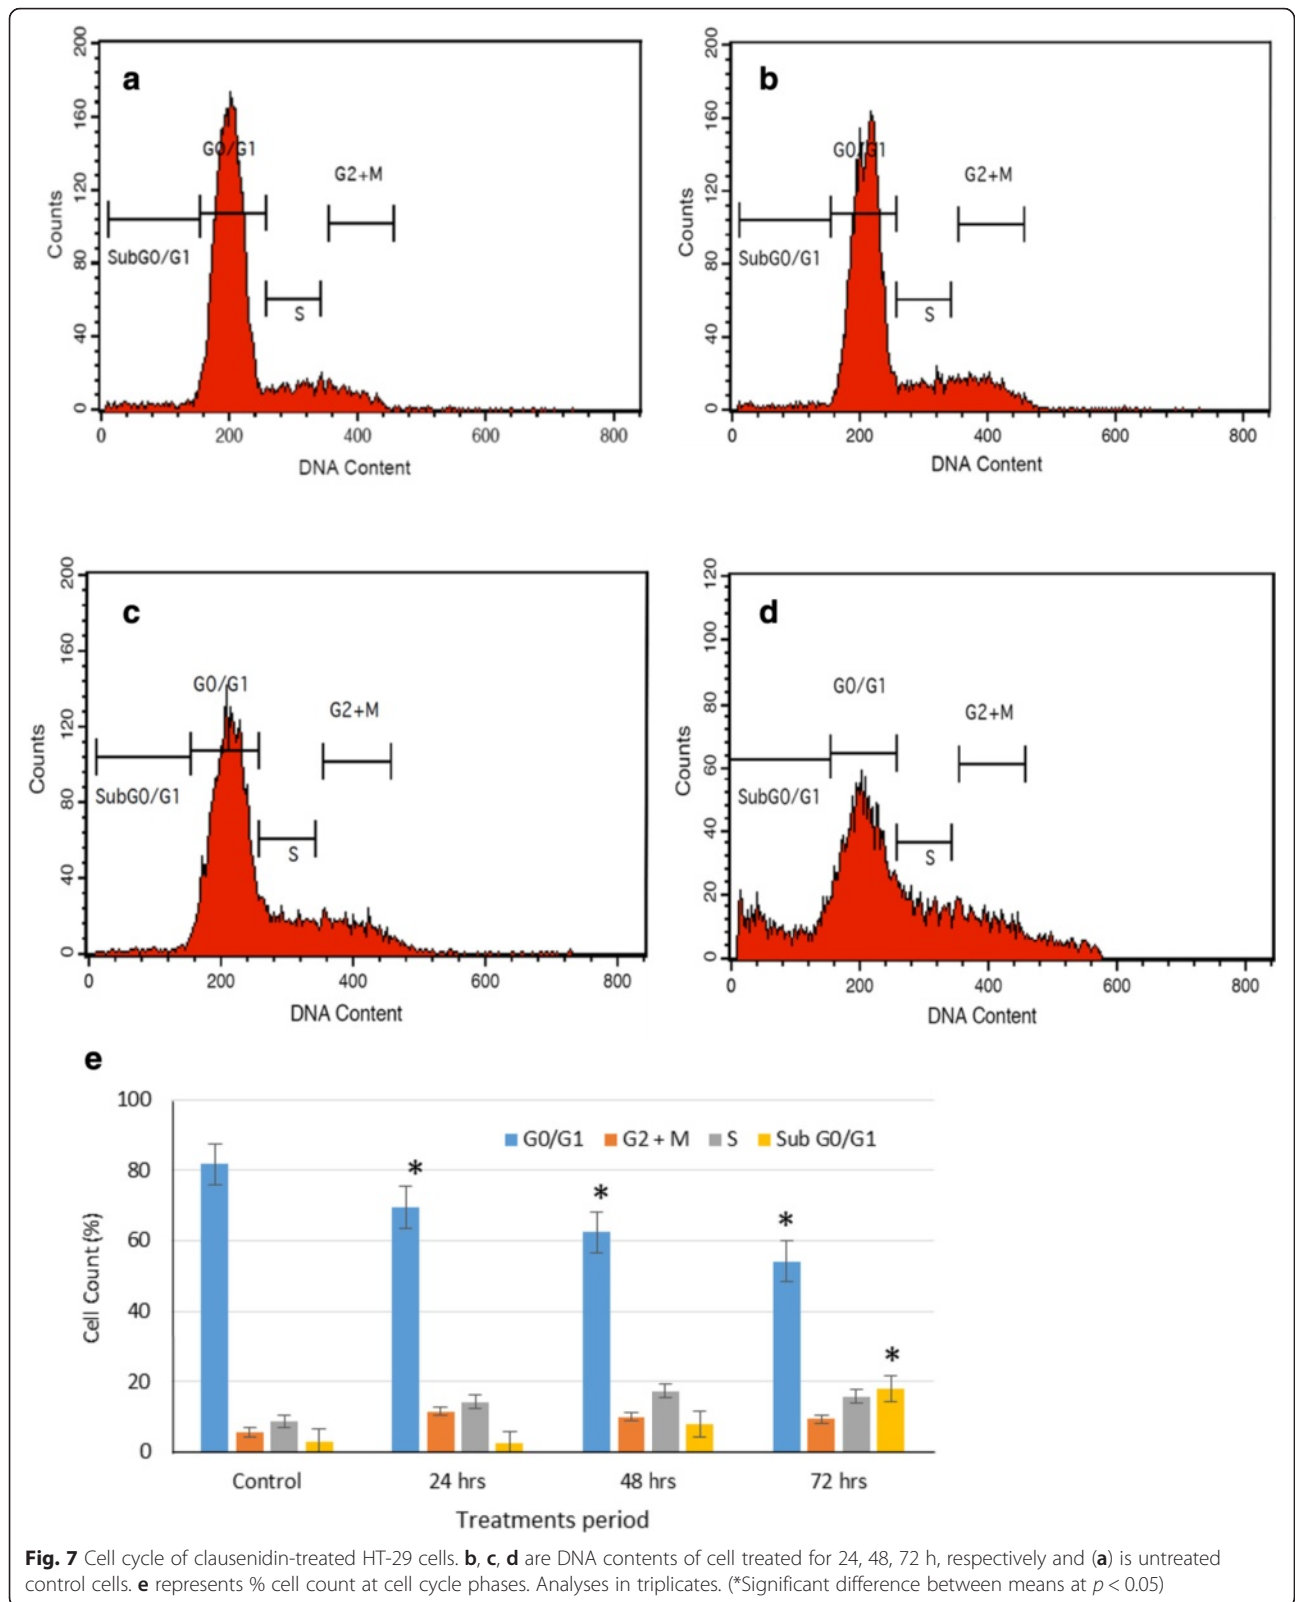 a
200
160
120
80
40
0
Counts
G0/G1
G2+M
SubG0/G1
S
0 200 400 600 800
DNA Content
b
200
160
120
80
40
0
Counts
G0/G1
G2+M
SubG0/G1
S
0 200 400 600 800
DNA Content
c
200
160
120
80
40
0
Counts
G0/G1
G2+M
SubG0/G1
S
0 200 400 600 800
DNA Content
d
120
100
80
60
40
20
0
Counts
G0/G1
G2+M
SubG0/G1
S
0 200 400 600 800
DNA Content
e
100
80
60
40
20
0
Cell Count (%)
G0/G1 G2 + M S Sub G0/G1
* * * *
Control 24 hrs 48 hrs 72 hrs
Treatments period
Fig. 7 Cell cycle of clausenidin-treated HT-29 cells. b, c, d are DNA contents of cell treated for 24, 48, 72 h, respectively and (a) is untreated
control cells. e represents % cell count at cell cycle phases. Analyses in triplicates. (*Significant difference between means at p < 0.05)